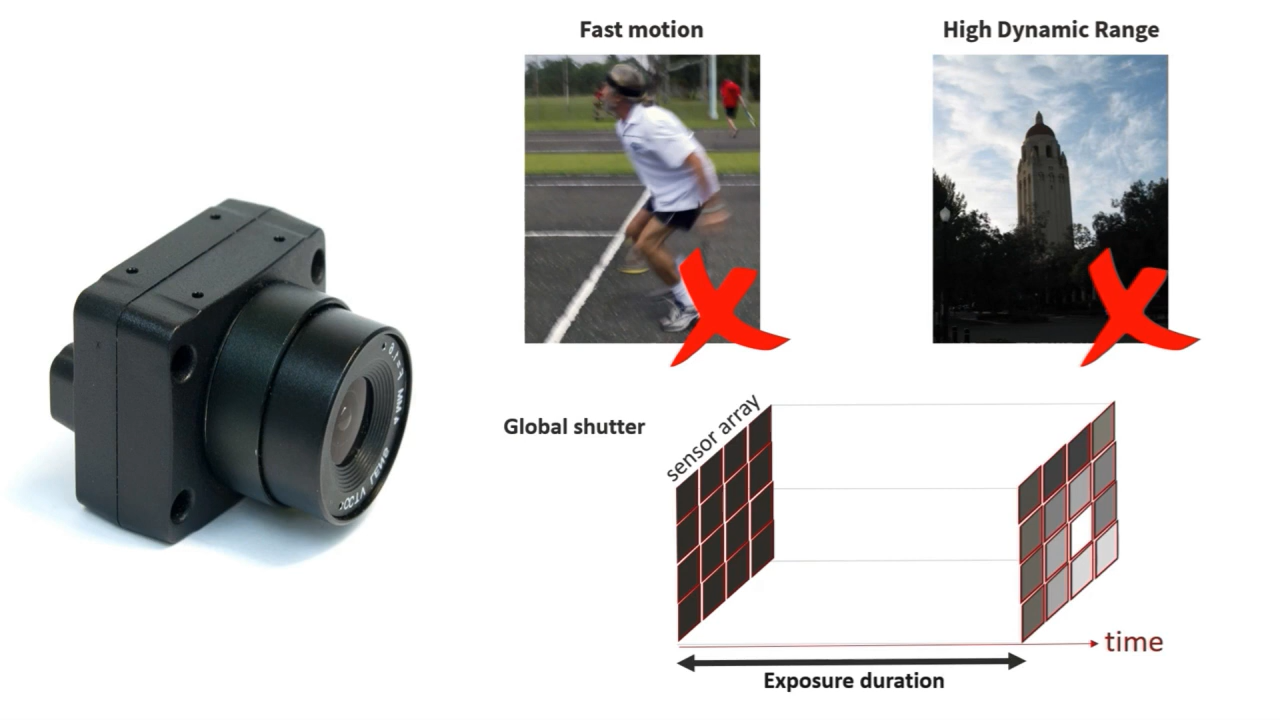 Fast motion
High Dynamic Range
Global shutter
sensor array
time
Exposure duration